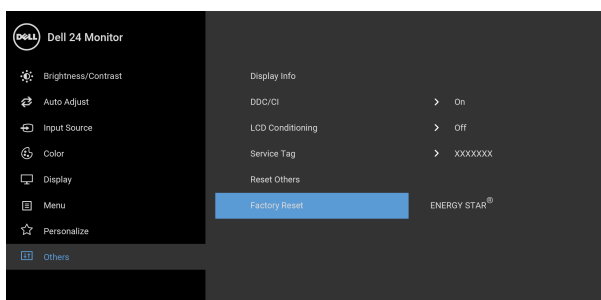 DELL Dell 24 Monitor
Brightness/Contrast
Auto Adjust
Input Source
Color
Display
Menu
Personalize
Others
Display Info
DDC/CI > On
LCD Conditioning > Off
Service Tag > XXXXXXX
Reset Others
Factory Reset ENERGY STAR®